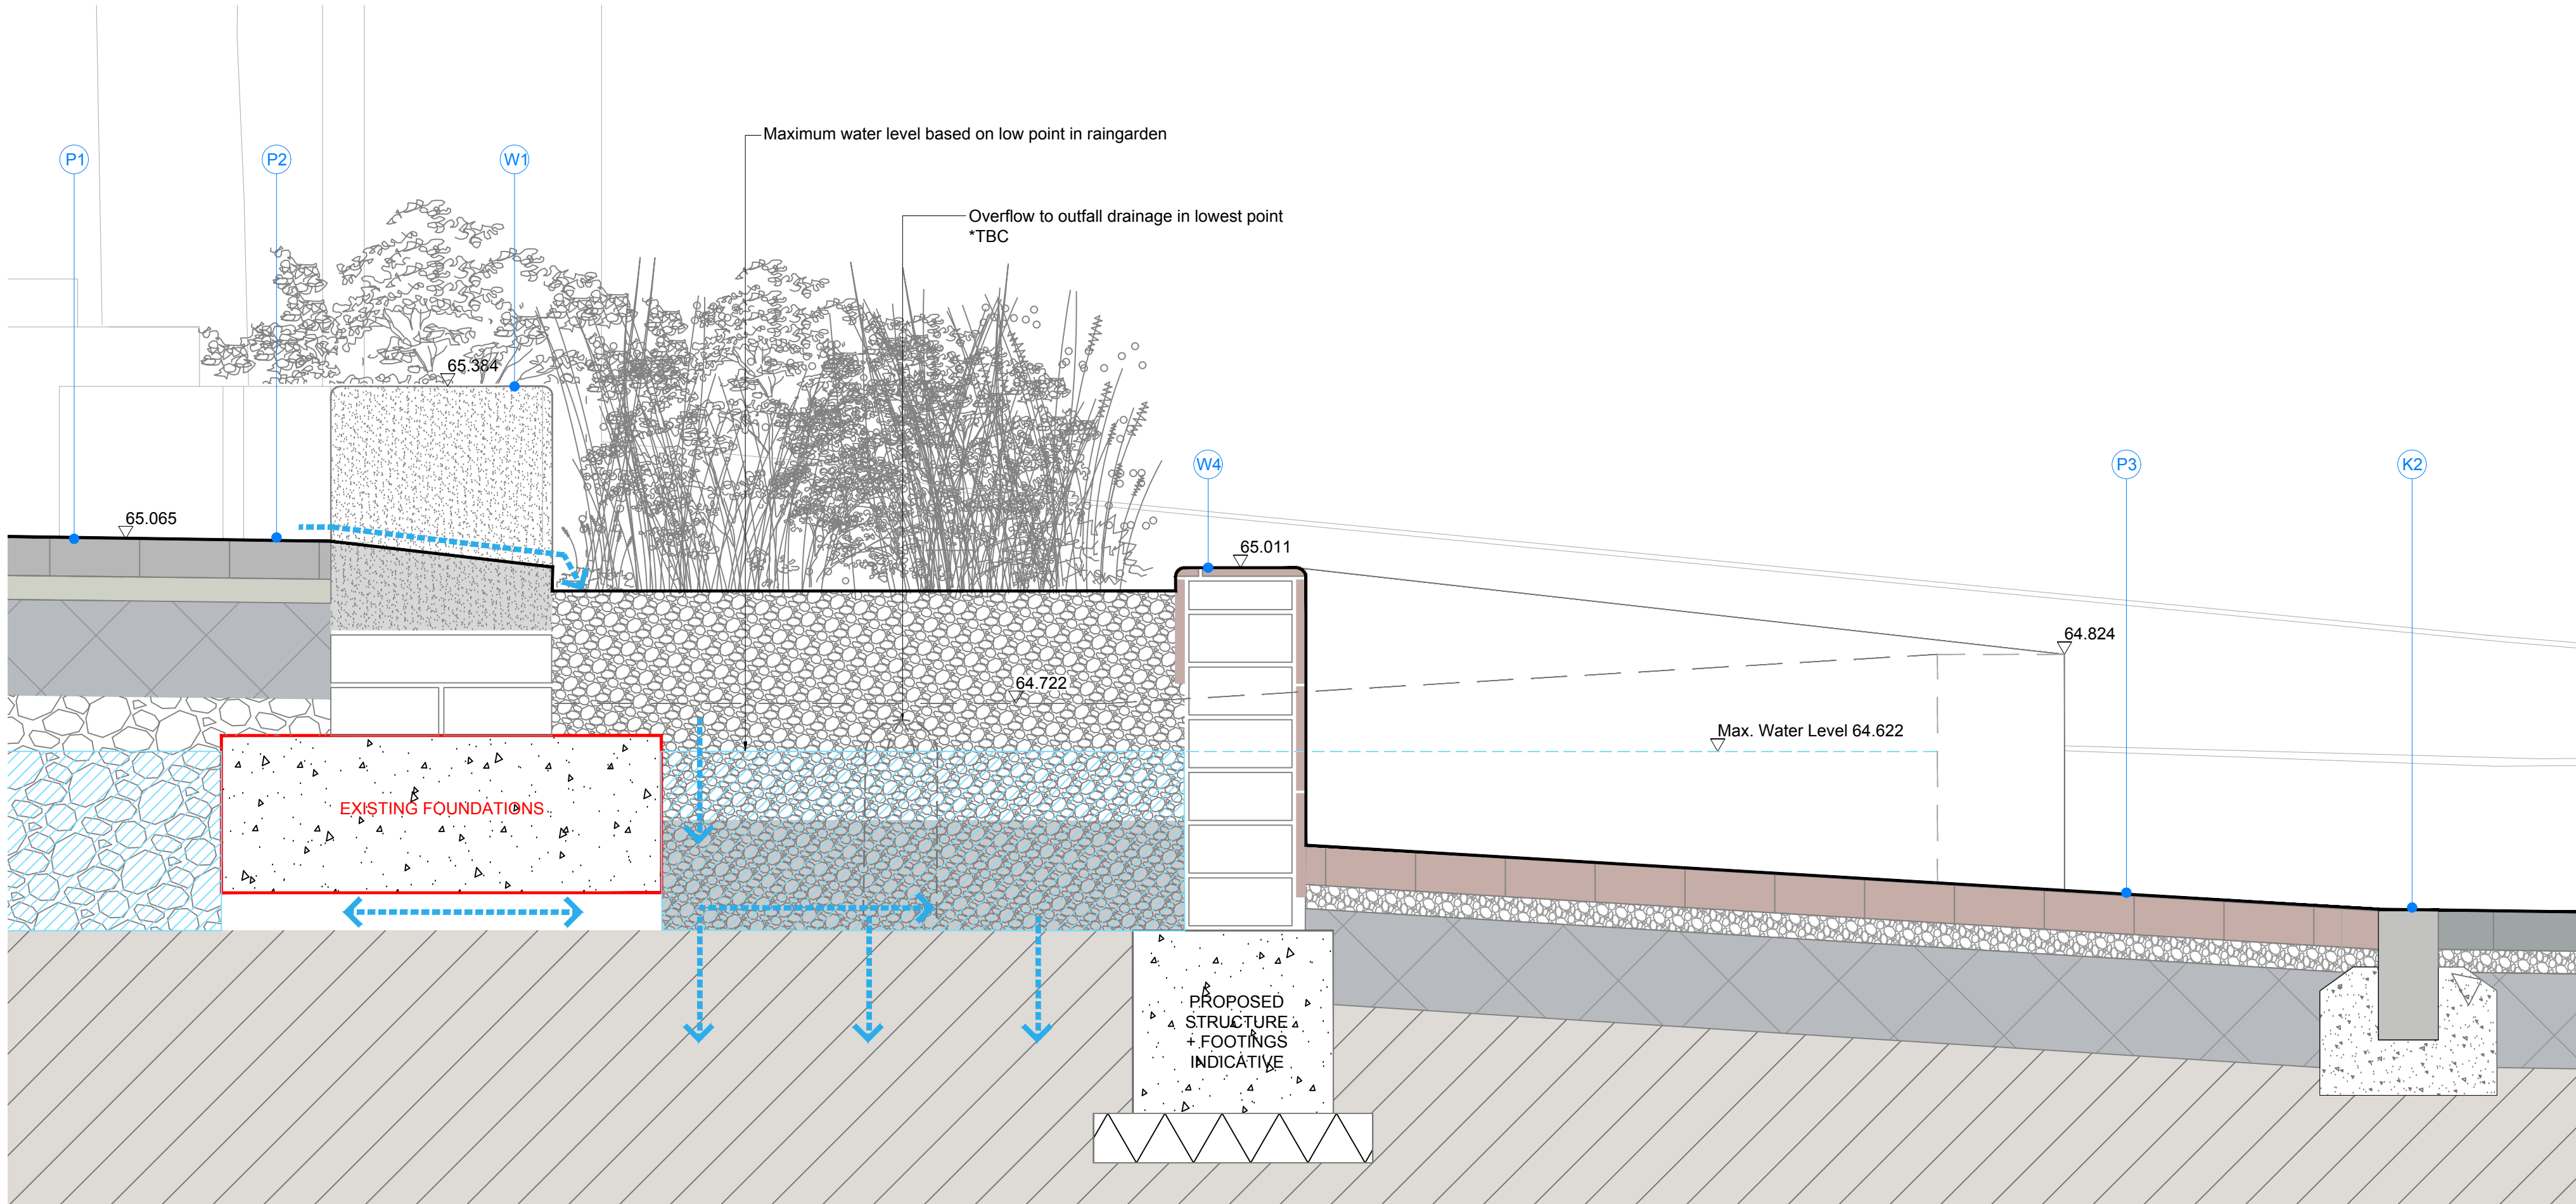 Maximum water level based on low point in raingarden
P1
P2
W1
Overflow to outfall drainage in lowest point
*TBC
65.384
W4
P3
K2
65.065
65.011
64.824
64.722
Max. Water Level 64.622
EXISTING FOUNDATIONS
PROPOSED
STRUCTURE
+ FOOTINGS
INDICATIVE